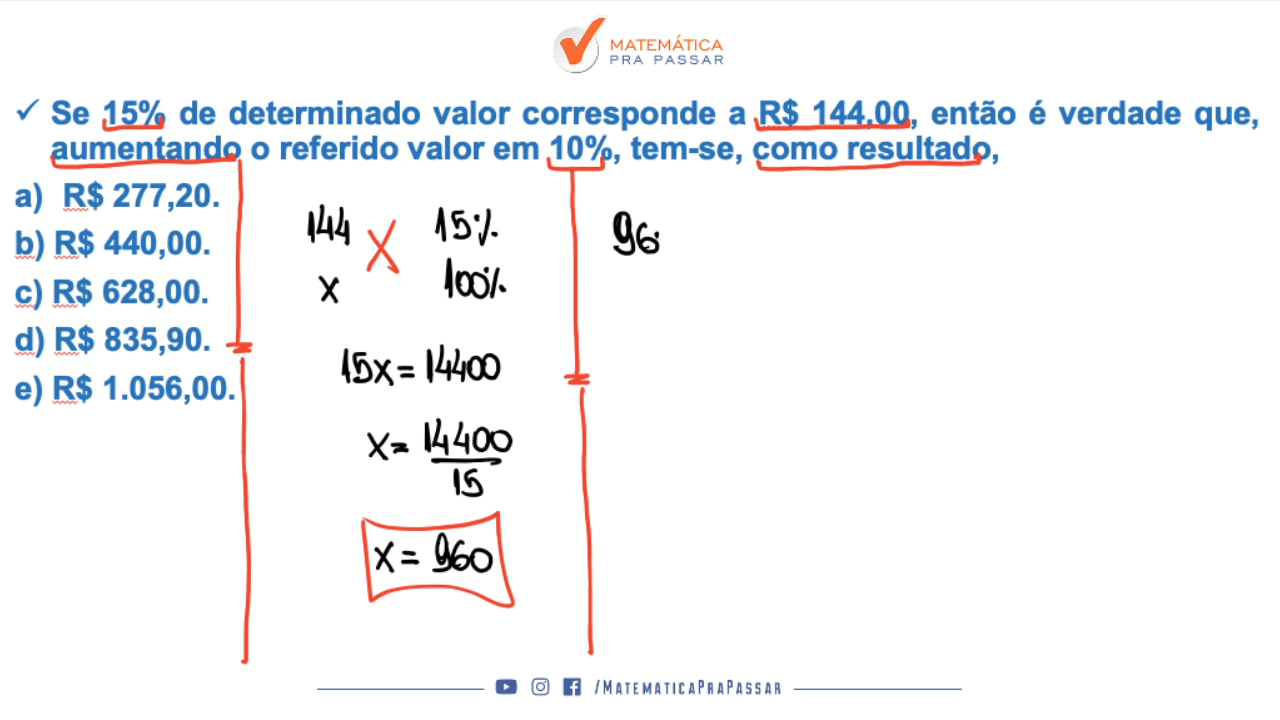 MATEMÁTICA
PRA PASSAR
✓ Se 15% de determinado valor corresponde a R$ 144,00, então é verdade que,
aumentando o referido valor em 10%, tem-se, como resultado,
a) R$ 277,20.
b) R$ 440,00.
c) R$ 628,00.
d) R$ 835,90.
e) R$ 1.056,00.
144 15%
x 100%
15x = 14400
x = 14400
15
x = 960
96
/MATEMATICAPRAPASSAR